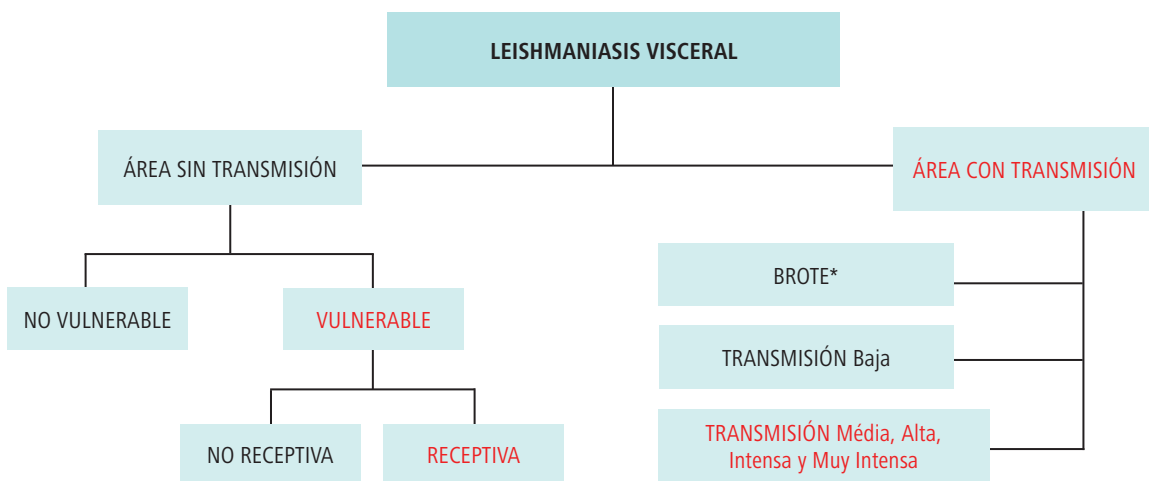 LEISHMANIASIS VISCERAL
ÁREA SIN TRANSMISIÓN
ÁREA CON TRANSMISIÓN
NO VULNERABLE
VULNERABLE
NO RECEPTIVA
RECEPTIVA
BROTE*
TRANSMISIÓN Baja
TRANSMISIÓN Média, Alta,
Intensa y Muy Intensa